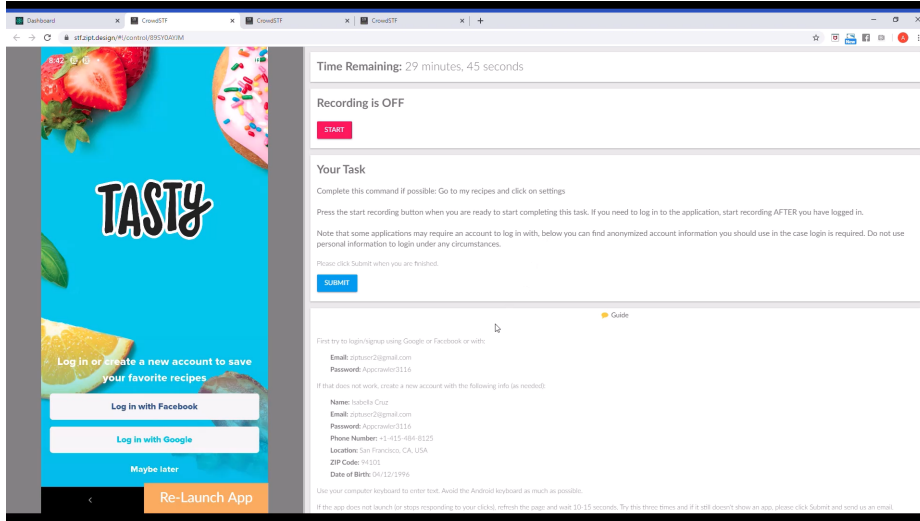 Dashboard
CrowdSTF
CrowdSTF
CrowdSTF
stf.zipt.design/#!/control/89SY0AYJM
8:42
TASTY
Log in or create a new account to save
your favorite recipes
Log in with Facebook
Log in with Google
Maybe later
Re-Launch App
Time Remaining: 29 minutes, 45 seconds
Recording is OFF
START
Your Task
Complete this command if possible: Go to my recipes and click on settings
Press the start recording button when you are ready to start completing this task. If you need to log in to the application, start recording AFTER you have logged in.
Note that some applications may require an account to log in with, below you can find anonymized account information you should use in the case login is required. Do not use
personal information to login under any circumstances.
Please click Submit when you are finished.
SUBMIT
Guide
First try to login/signup using Google or Facebook or with:
Email: ziptuser2@gmail.com
Password: Appcrawler3116
If that does not work, create a new account with the following info (as needed):
Name: Isabella Cruz
Email: ziptuser2@gmail.com
Password: Appcrawler3116
Phone Number: +1-415-484-8125
Location: San Francisco, CA, USA
ZIP Code: 94101
Date of Birth: 04/12/1996
Use your computer keyboard to enter text. Avoid the Android keyboard as much as possible.
If the app does not launch (or stops responding to your clicks), refresh the page and wait 10-15 seconds. Try this three times and if it still doesn't show an app, please click Submit and send us an email.